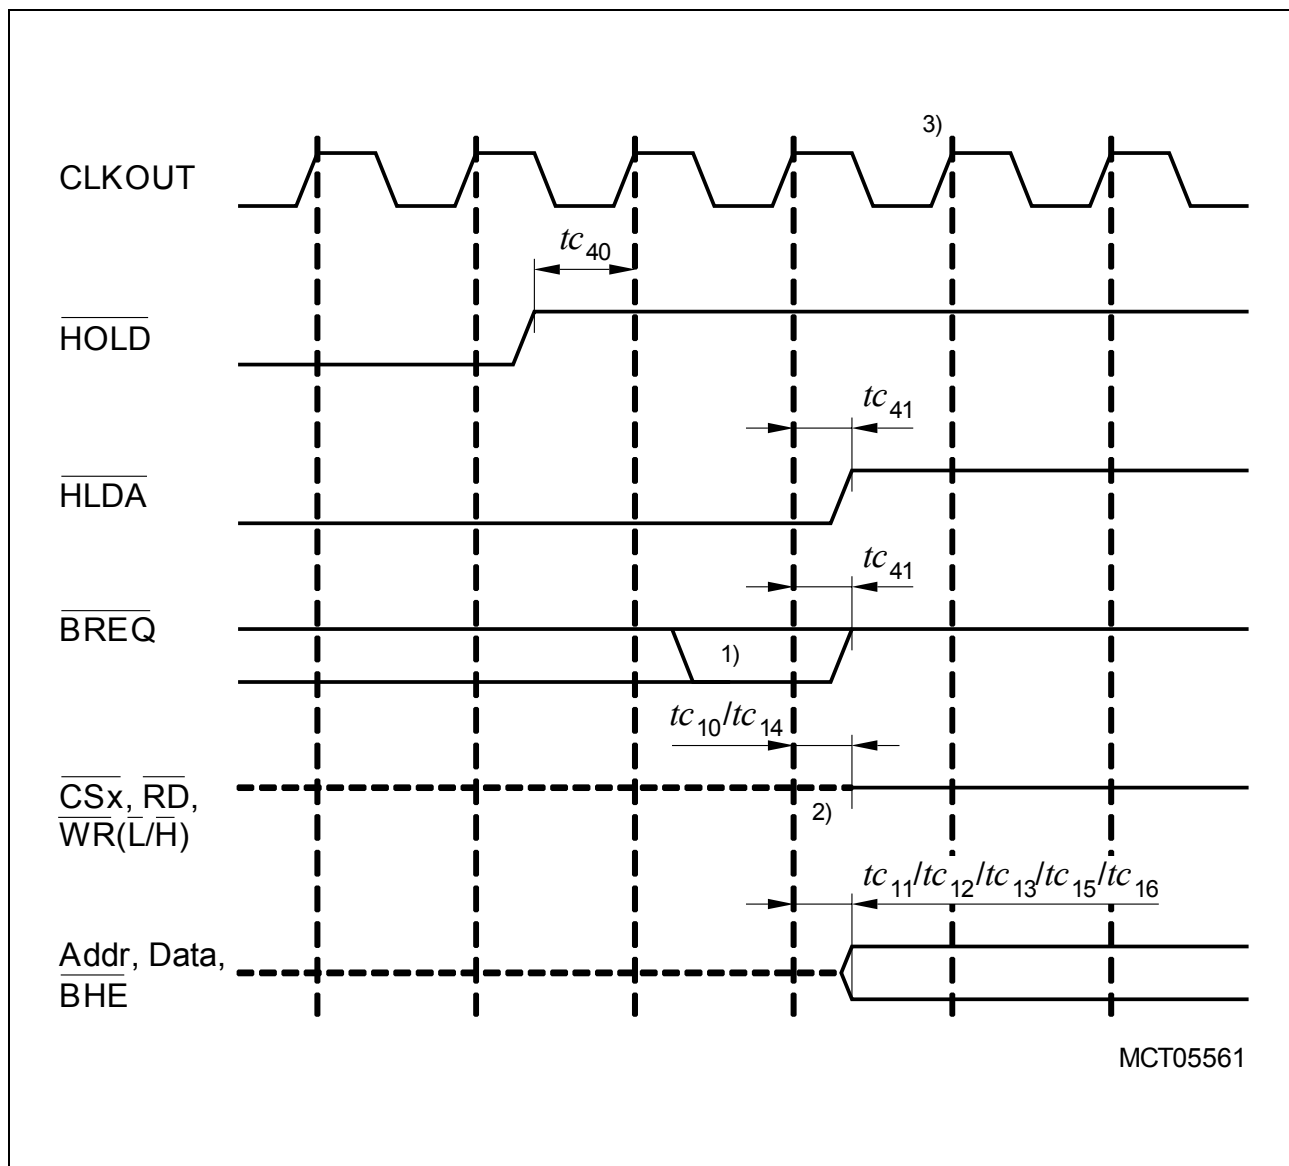 3)
CLKOUT
tc40
HOLD
tc41
HLDA
tc41
BREQ
1)
tc10/tc14
CSx, RD,
WR(L/H)
2)
tc11/tc12/tc13/tc15/tc16
Addr, Data,
BHE
MCT05561